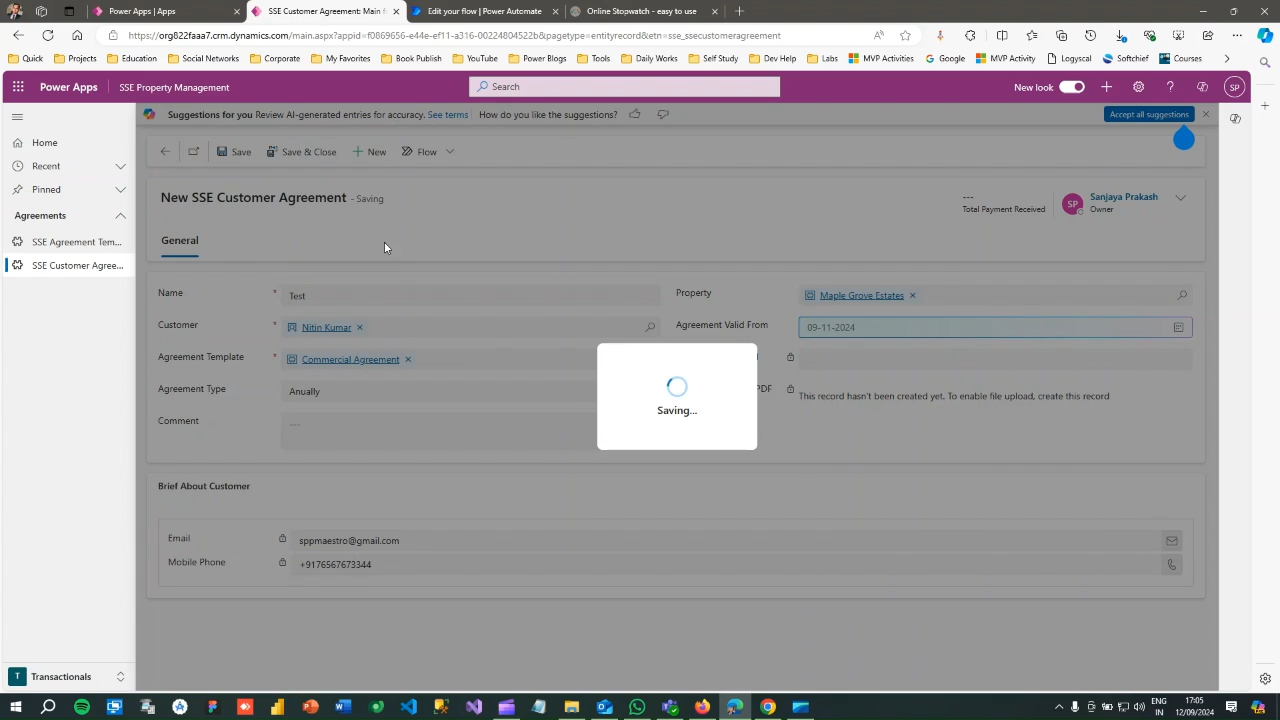 Power Apps | Apps
SSE Customer Agreement: Main f
Edit your flow | Power Automate
Online Stopwatch - easy to use
https://org822faaa7.crm.dynamics.com/main.aspx?appid=f0869656-e44e-ef11-a316-00224804522b&pagetype=entityrecord&etn=sse_ssecustomeragreement
Projects
Education
Social Networks
Corporate
My Favorites
Book Publish
YouTube
Power Blogs
Tools
Daily Works
Self Study
Dev Help
Labs
MVP Activities
Google
MVP Activity
Logyscal
Softchief
Courses
Power Apps
SSE Property Management
Search
New look
SP
Suggestions for you Review AI-generated entries for accuracy. See terms
How do you like the suggestions?
Accept all suggestions
Home
Recent
Pinned
Agreements
SSE Agreement Tem...
SSE Customer Agree...
Save
Save & Close
New
Flow
New SSE Customer Agreement - Saving
---
Total Payment Received
SP
Sanjaya Prakash
Owner
General
Name * Test
Customer * Nitin Kumar
Agreement Template * Commercial Agreement
Agreement Type Anually
Comment ---
Property Maple Grove Estates
Agreement Valid From 09-11-2024
PDF This record hasn't been created yet. To enable file upload, create this record
Saving...
Brief About Customer
Email sppmaestro@gmail.com
Mobile Phone +9176567673344
T Transactionals
ENG
IN
17:05
12/09/2024